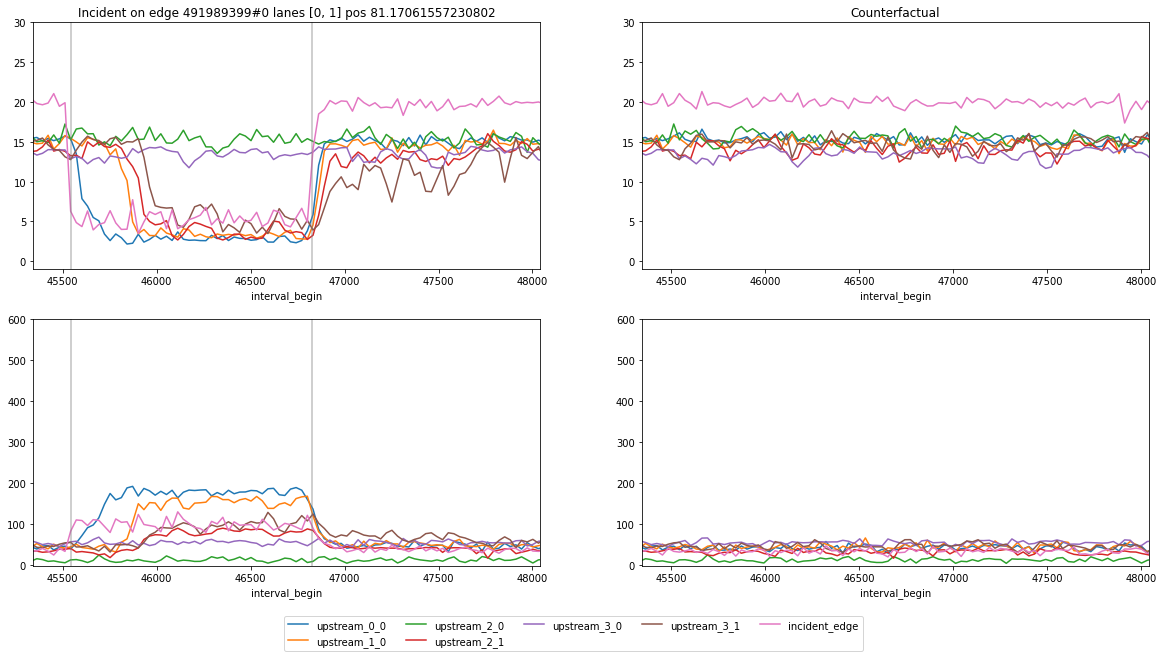 Incident on edge 491989399#0 lanes [0, 1] pos 81.17061557230802
Counterfactual
30
25
20
15
10
5
0
45500 46000 46500 47000 47500 48000
interval_begin
30
25
20
15
10
5
0
45500 46000 46500 47000 47500 48000
interval_begin
600
500
400
300
200
100
0
45500 46000 46500 47000 47500 48000
interval_begin
600
500
400
300
200
100
0
45500 46000 46500 47000 47500 48000
interval_begin
upstream_0_0 upstream_2_0 upstream_3_0 upstream_3_1 incident_edge
upstream_1_0 upstream_2_1